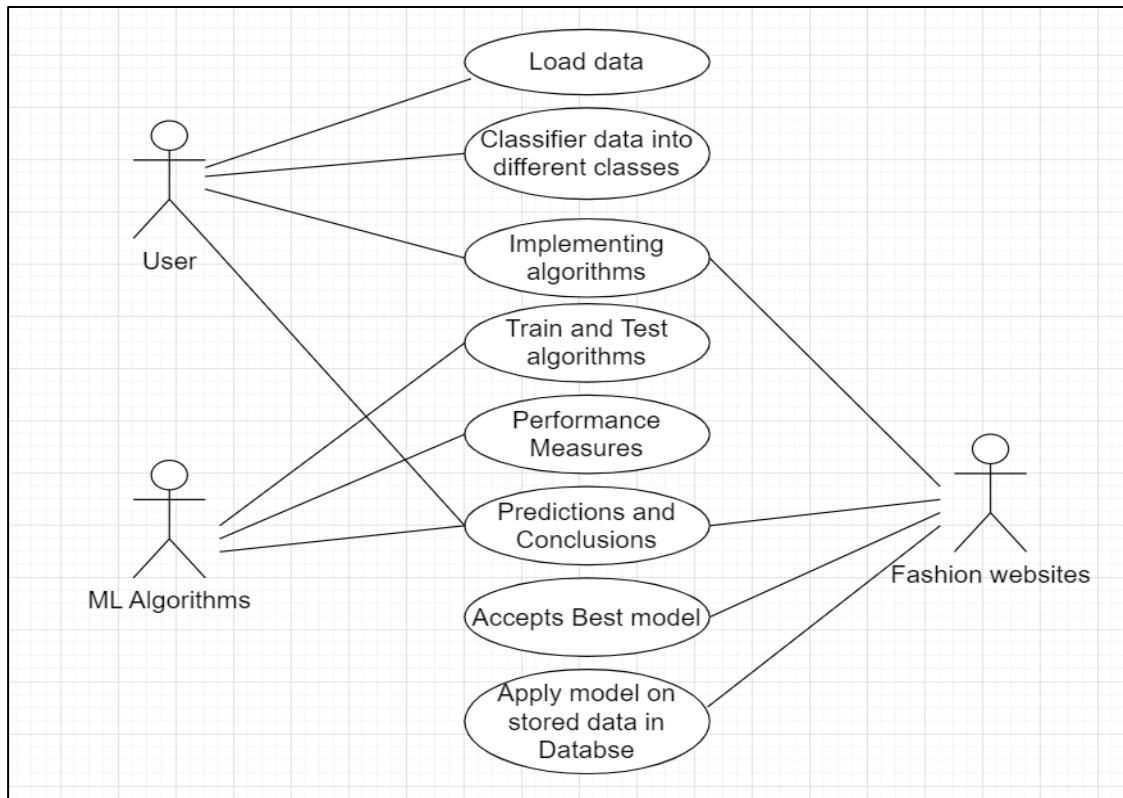 Load data
Classifier data into
different classes
User
Implementing
algorithms
Train and Test
algorithms
Performance
Measures
ML Algorithms
Predictions and
Conclusions
Fashion websites
Accepts Best model
Apply model on
stored data in
Databse